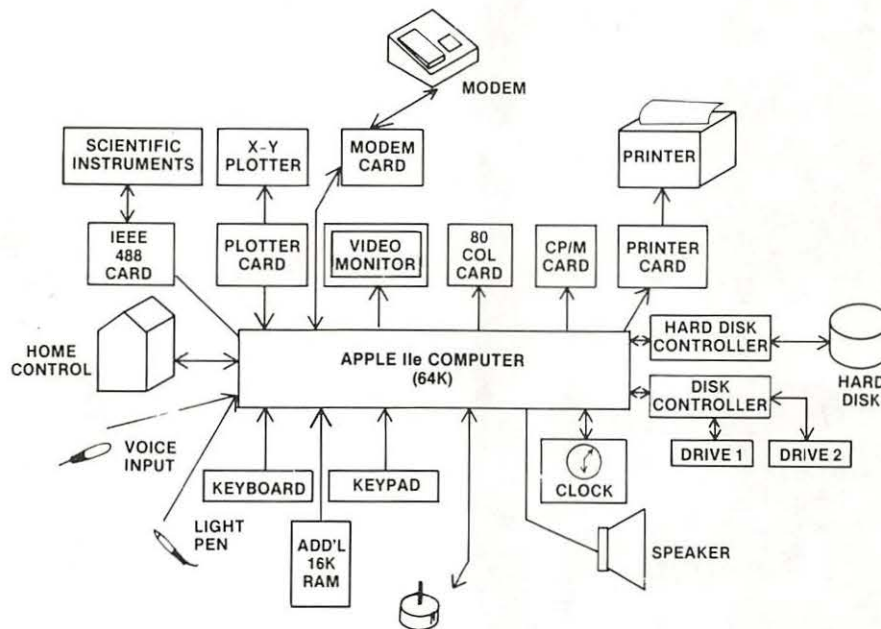 MODEM
SCIENTIFIC
INSTRUMENTS
X-Y
PLOTTER
MODEM
CARD
PRINTER
IEEE
488
CARD
PLOTTER
CARD
VIDEO
MONITOR
80
COL
CARD
CP/M
CARD
PRINTER
CARD
HOME
CONTROL
APPLE IIe COMPUTER
(64K)
HARD DISK
CONTROLLER
HARD
DISK
DISK
CONTROLLER
VOICE
INPUT
KEYBOARD
KEYPAD
CLOCK
DRIVE 1
DRIVE 2
LIGHT
PEN
ADD'L
16K
RAM
SPEAKER